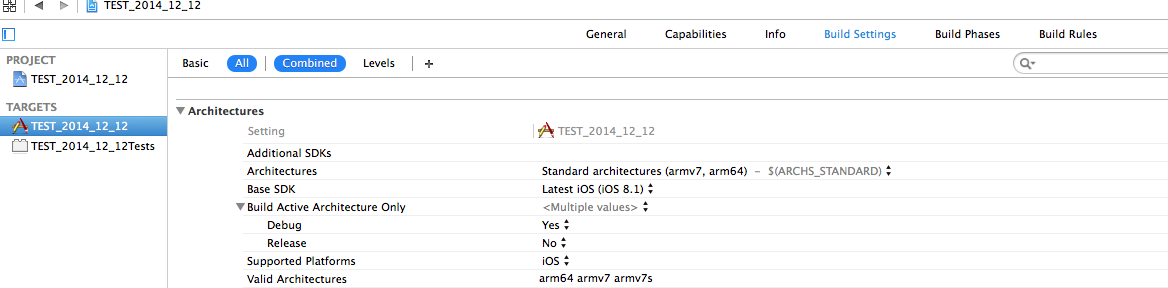 TEST_2014_12_12
General Capabilities Info Build Settings Build Phases Build Rules
PROJECT
TEST_2014_12_12
TARGETS
TEST_2014_12_12
TEST_2014_12_12Tests
Basic All Combined Levels +
Architectures
Setting TEST_2014_12_12
Additional SDKs
Architectures Standard architectures (armv7, arm64) – $(ARCHS_STANDARD)
Base SDK Latest iOS (iOS 8.1)
Build Active Architecture Only <Multiple values>
Debug Yes
Release No
Supported Platforms iOS
Valid Architectures arm64 armv7 armv7s